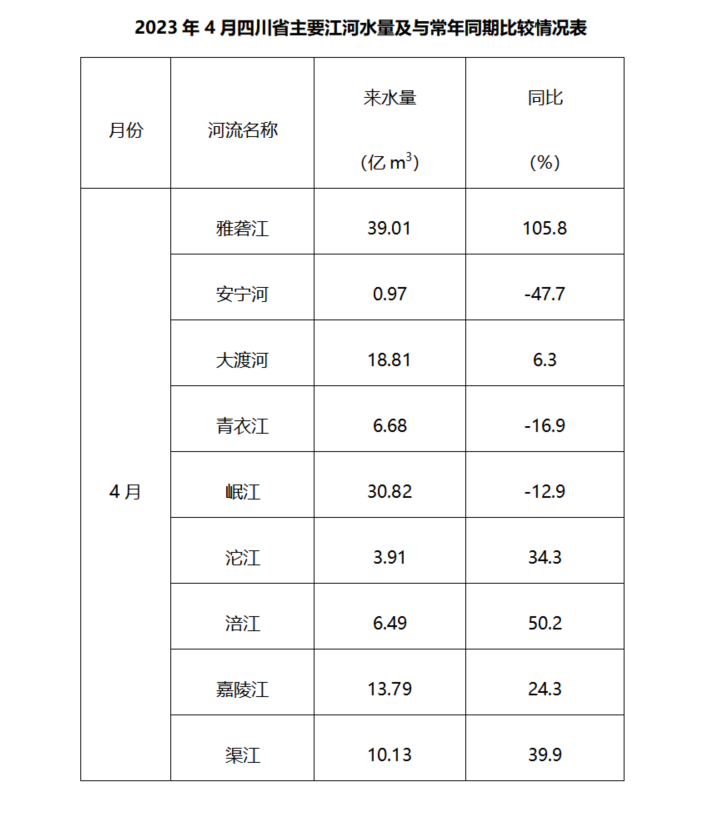 2023 年 4 月四川省主要江河水量及与常年同期比较情况表
月份 河流名称 来水量 同比
（亿 m³） （%）
雅砻江 39.01 105.8
安宁河 0.97 -47.7
大渡河 18.81 6.3
青衣江 6.68 -16.9
4 月 岷江 30.82 -12.9
沱江 3.91 34.3
涪江 6.49 50.2
嘉陵江 13.79 24.3
渠江 10.13 39.9